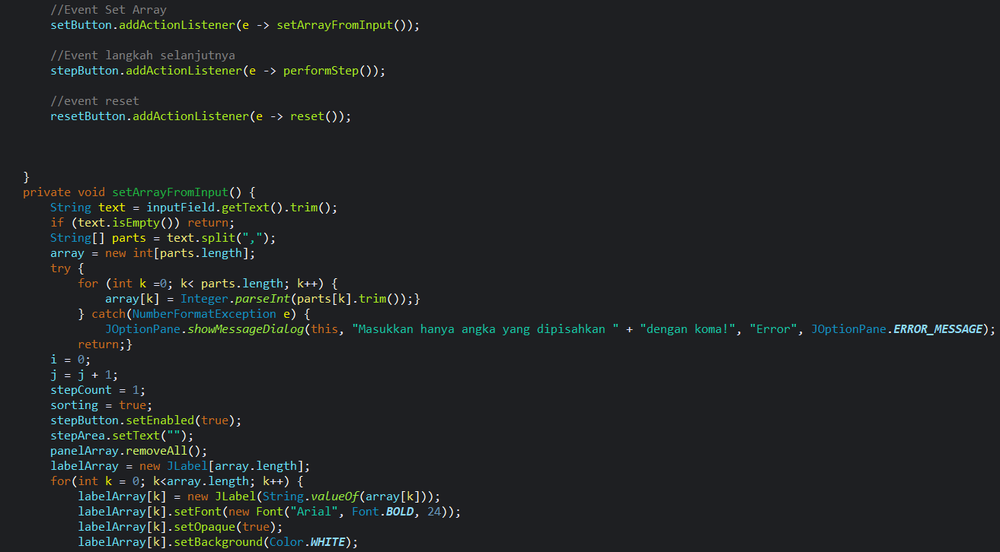 //Event Set Array
setButton.addActionListener(e -> setArrayFromInput());
//Event langkah selanjutnya
stepButton.addActionListener(e -> performStep());
//event reset
resetButton.addActionListener(e -> reset());
}
private void setArrayFromInput() {
String text = inputField.getText().trim();
if (text.isEmpty()) return;
String[] parts = text.split(",");
array = new int[parts.length];
try {
for (int k =0; k< parts.length; k++) {
array[k] = Integer.parseInt(parts[k].trim());}
} catch(NumberFormatException e) {
JOptionPane.showMessageDialog(this, "Masukkan hanya angka yang dipisahkan " + "dengan koma!", "Error", JOptionPane.ERROR_MESSAGE);
return;}
i = 0;
j = j + 1;
stepCount = 1;
sorting = true;
stepButton.setEnabled(true);
stepArea.setText("");
panelArray.removeAll();
labelArray = new JLabel[array.length];
for(int k = 0; k<array.length; k++) {
labelArray[k] = new JLabel(String.valueOf(array[k]));
labelArray[k].setFont(new Font("Arial", Font.BOLD, 24));
labelArray[k].setOpaque(true);
labelArray[k].setBackground(Color.WHITE);